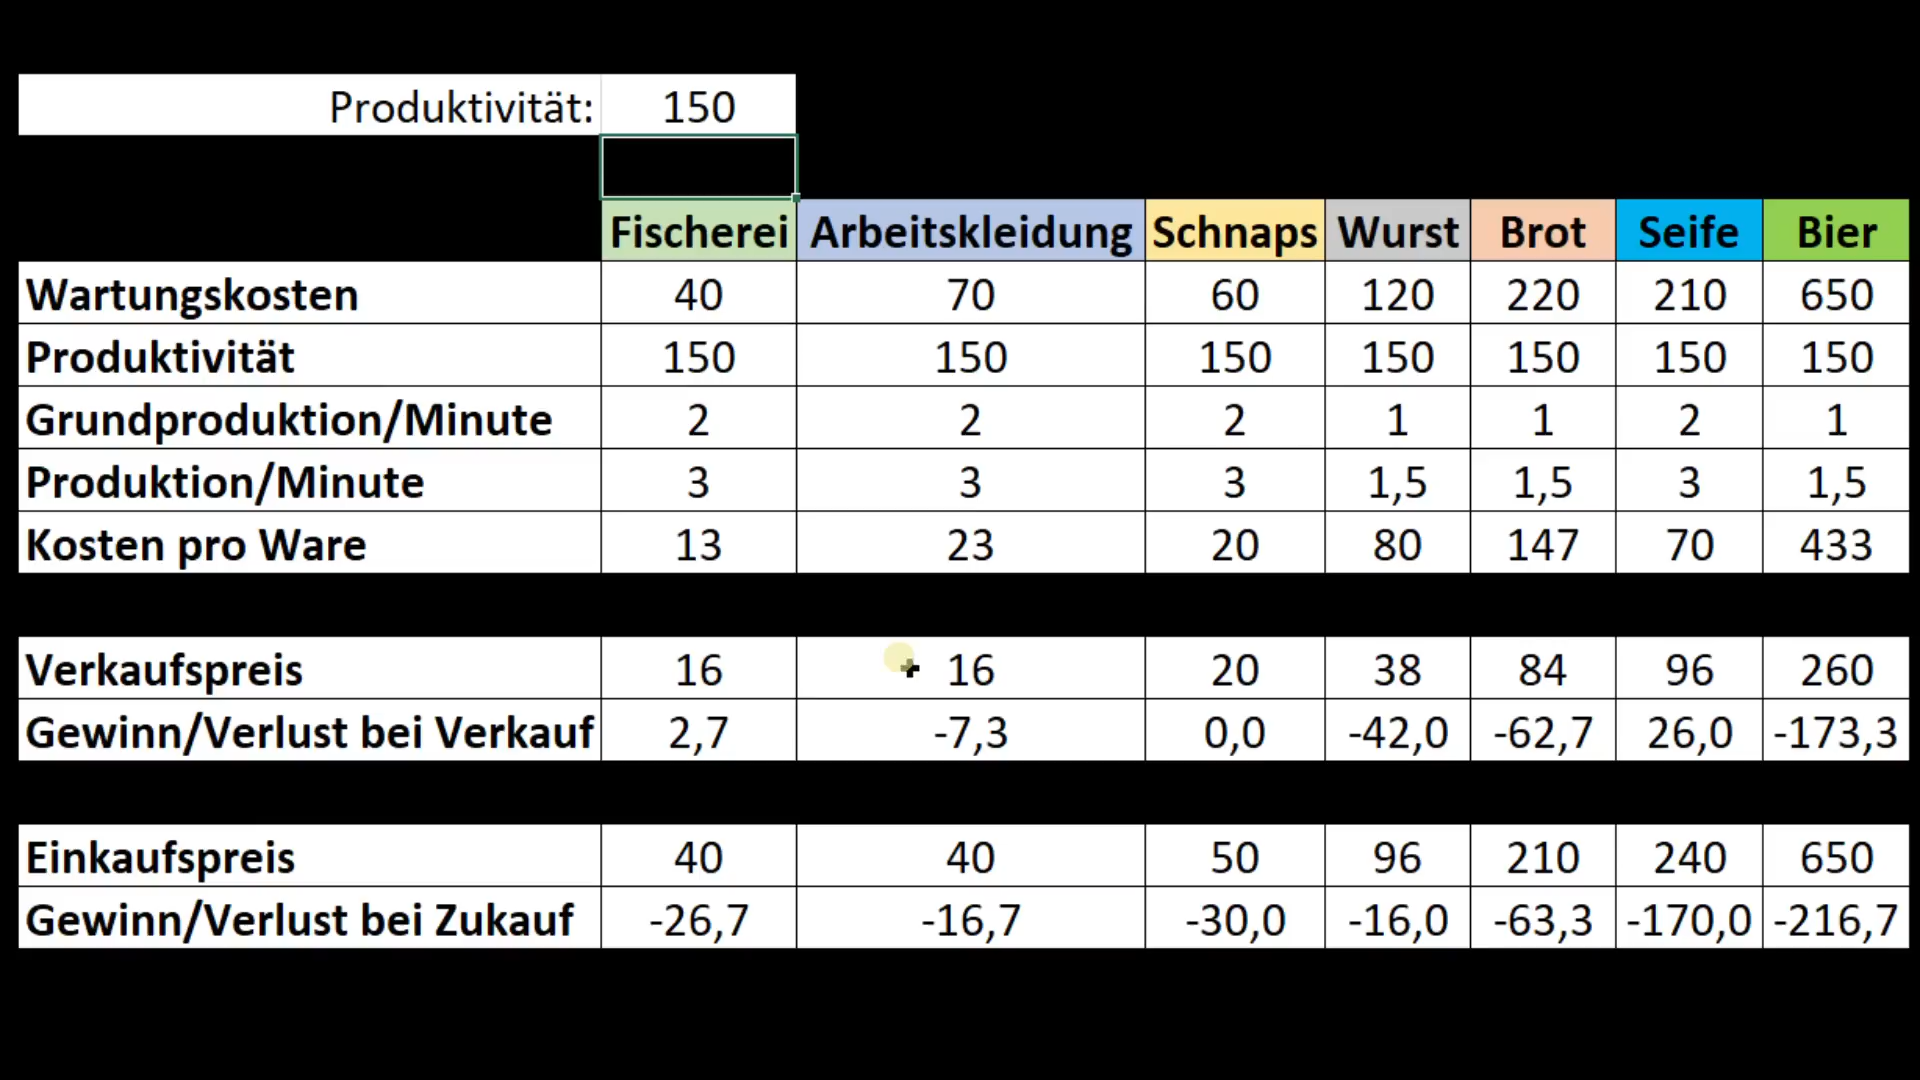 Produktivität: 150
Fischerei Arbeitskleidung Schnaps Wurst Brot Seife Bier
Wartungskosten 40 70 60 120 220 210 650
Produktivität 150 150 150 150 150 150 150
Grundproduktion/Minute 2 2 2 1 1 2 1
Produktion/Minute 3 3 3 1,5 1,5 3 1,5
Kosten pro Ware 13 23 20 80 147 70 433
Verkaufspreis 16 16 20 38 84 96 260
Gewinn/Verlust bei Verkauf 2,7 -7,3 0,0 -42,0 -62,7 26,0 -173,3
Einkaufspreis 40 40 50 96 210 240 650
Gewinn/Verlust bei Zukauf -26,7 -16,7 -30,0 -16,0 -63,3 -170,0 -216,7